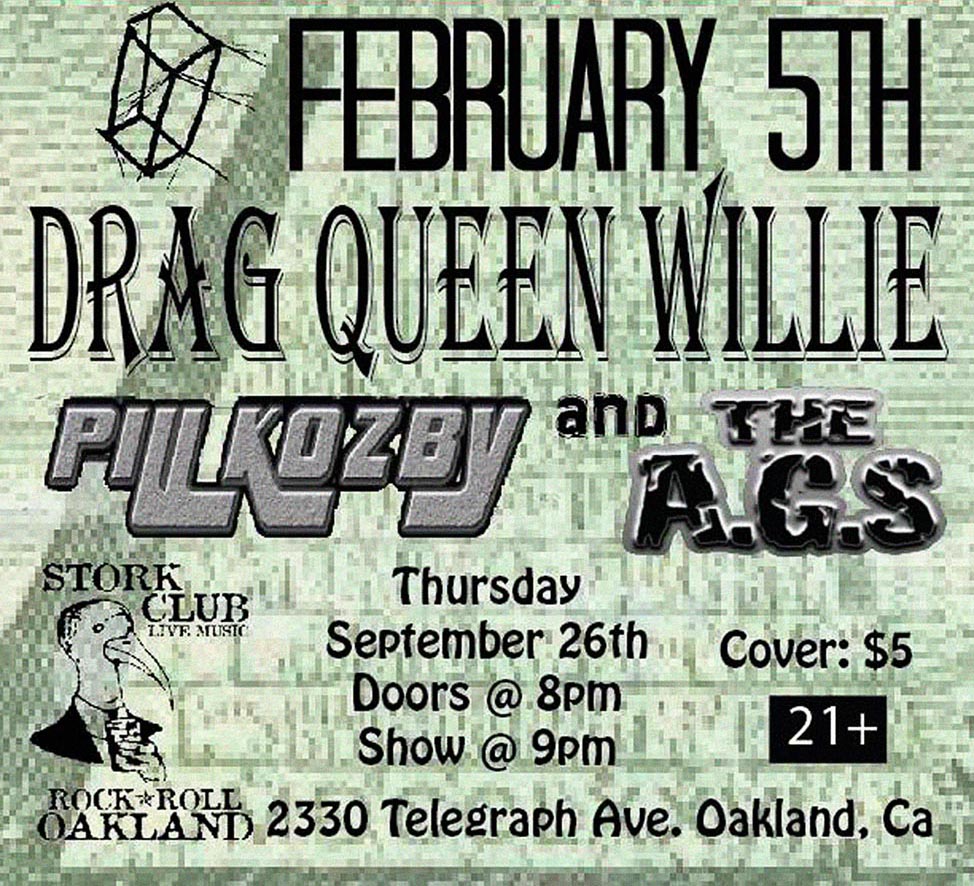 FEBRUARY 5TH
DRAG QUEEN WILLIE
PILLKOZBY and THE A.G.S
STORK
CLUB
LIVE MUSIC
ROCK★ROLL
OAKLAND
Thursday
September 26th
Doors @ 8pm
Show @ 9pm
Cover: $5
21+
2330 Telegraph Ave. Oakland, Ca